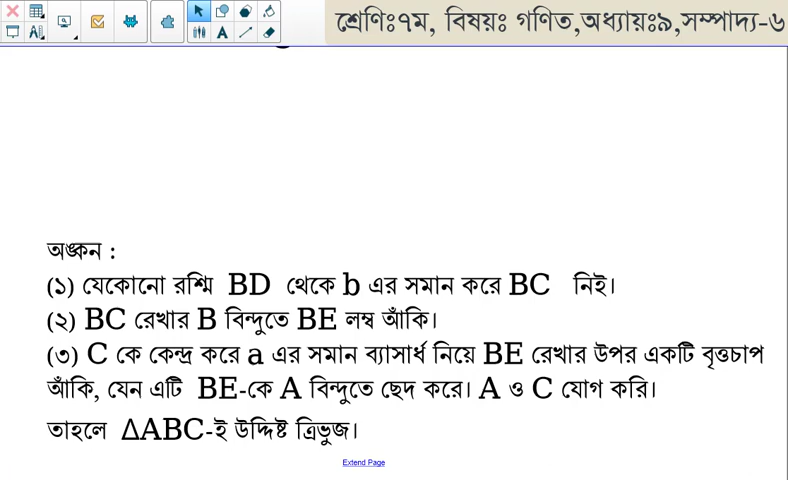 শ্রেণিঃ৭ম, বিষয়ঃ গণিত,অধ্যায়ঃ৯,সম্পাদ্য-৬
অঙ্কন :
(১) যেকোনো রশ্মি BD থেকে b এর সমান করে BC নিই।
(২) BC রেখার B বিন্দুতে BE লম্ব আঁকি।
(৩) C কে কেন্দ্র করে a এর সমান ব্যাসার্ধ নিয়ে BE রেখার উপর একটি বৃত্তচাপ
আঁকি, যেন এটি BE-কে A বিন্দুতে ছেদ করে। A ও C যোগ করি।
তাহলে ΔABC-ই উদ্দিষ্ট ত্রিভুজ।
Extend Page